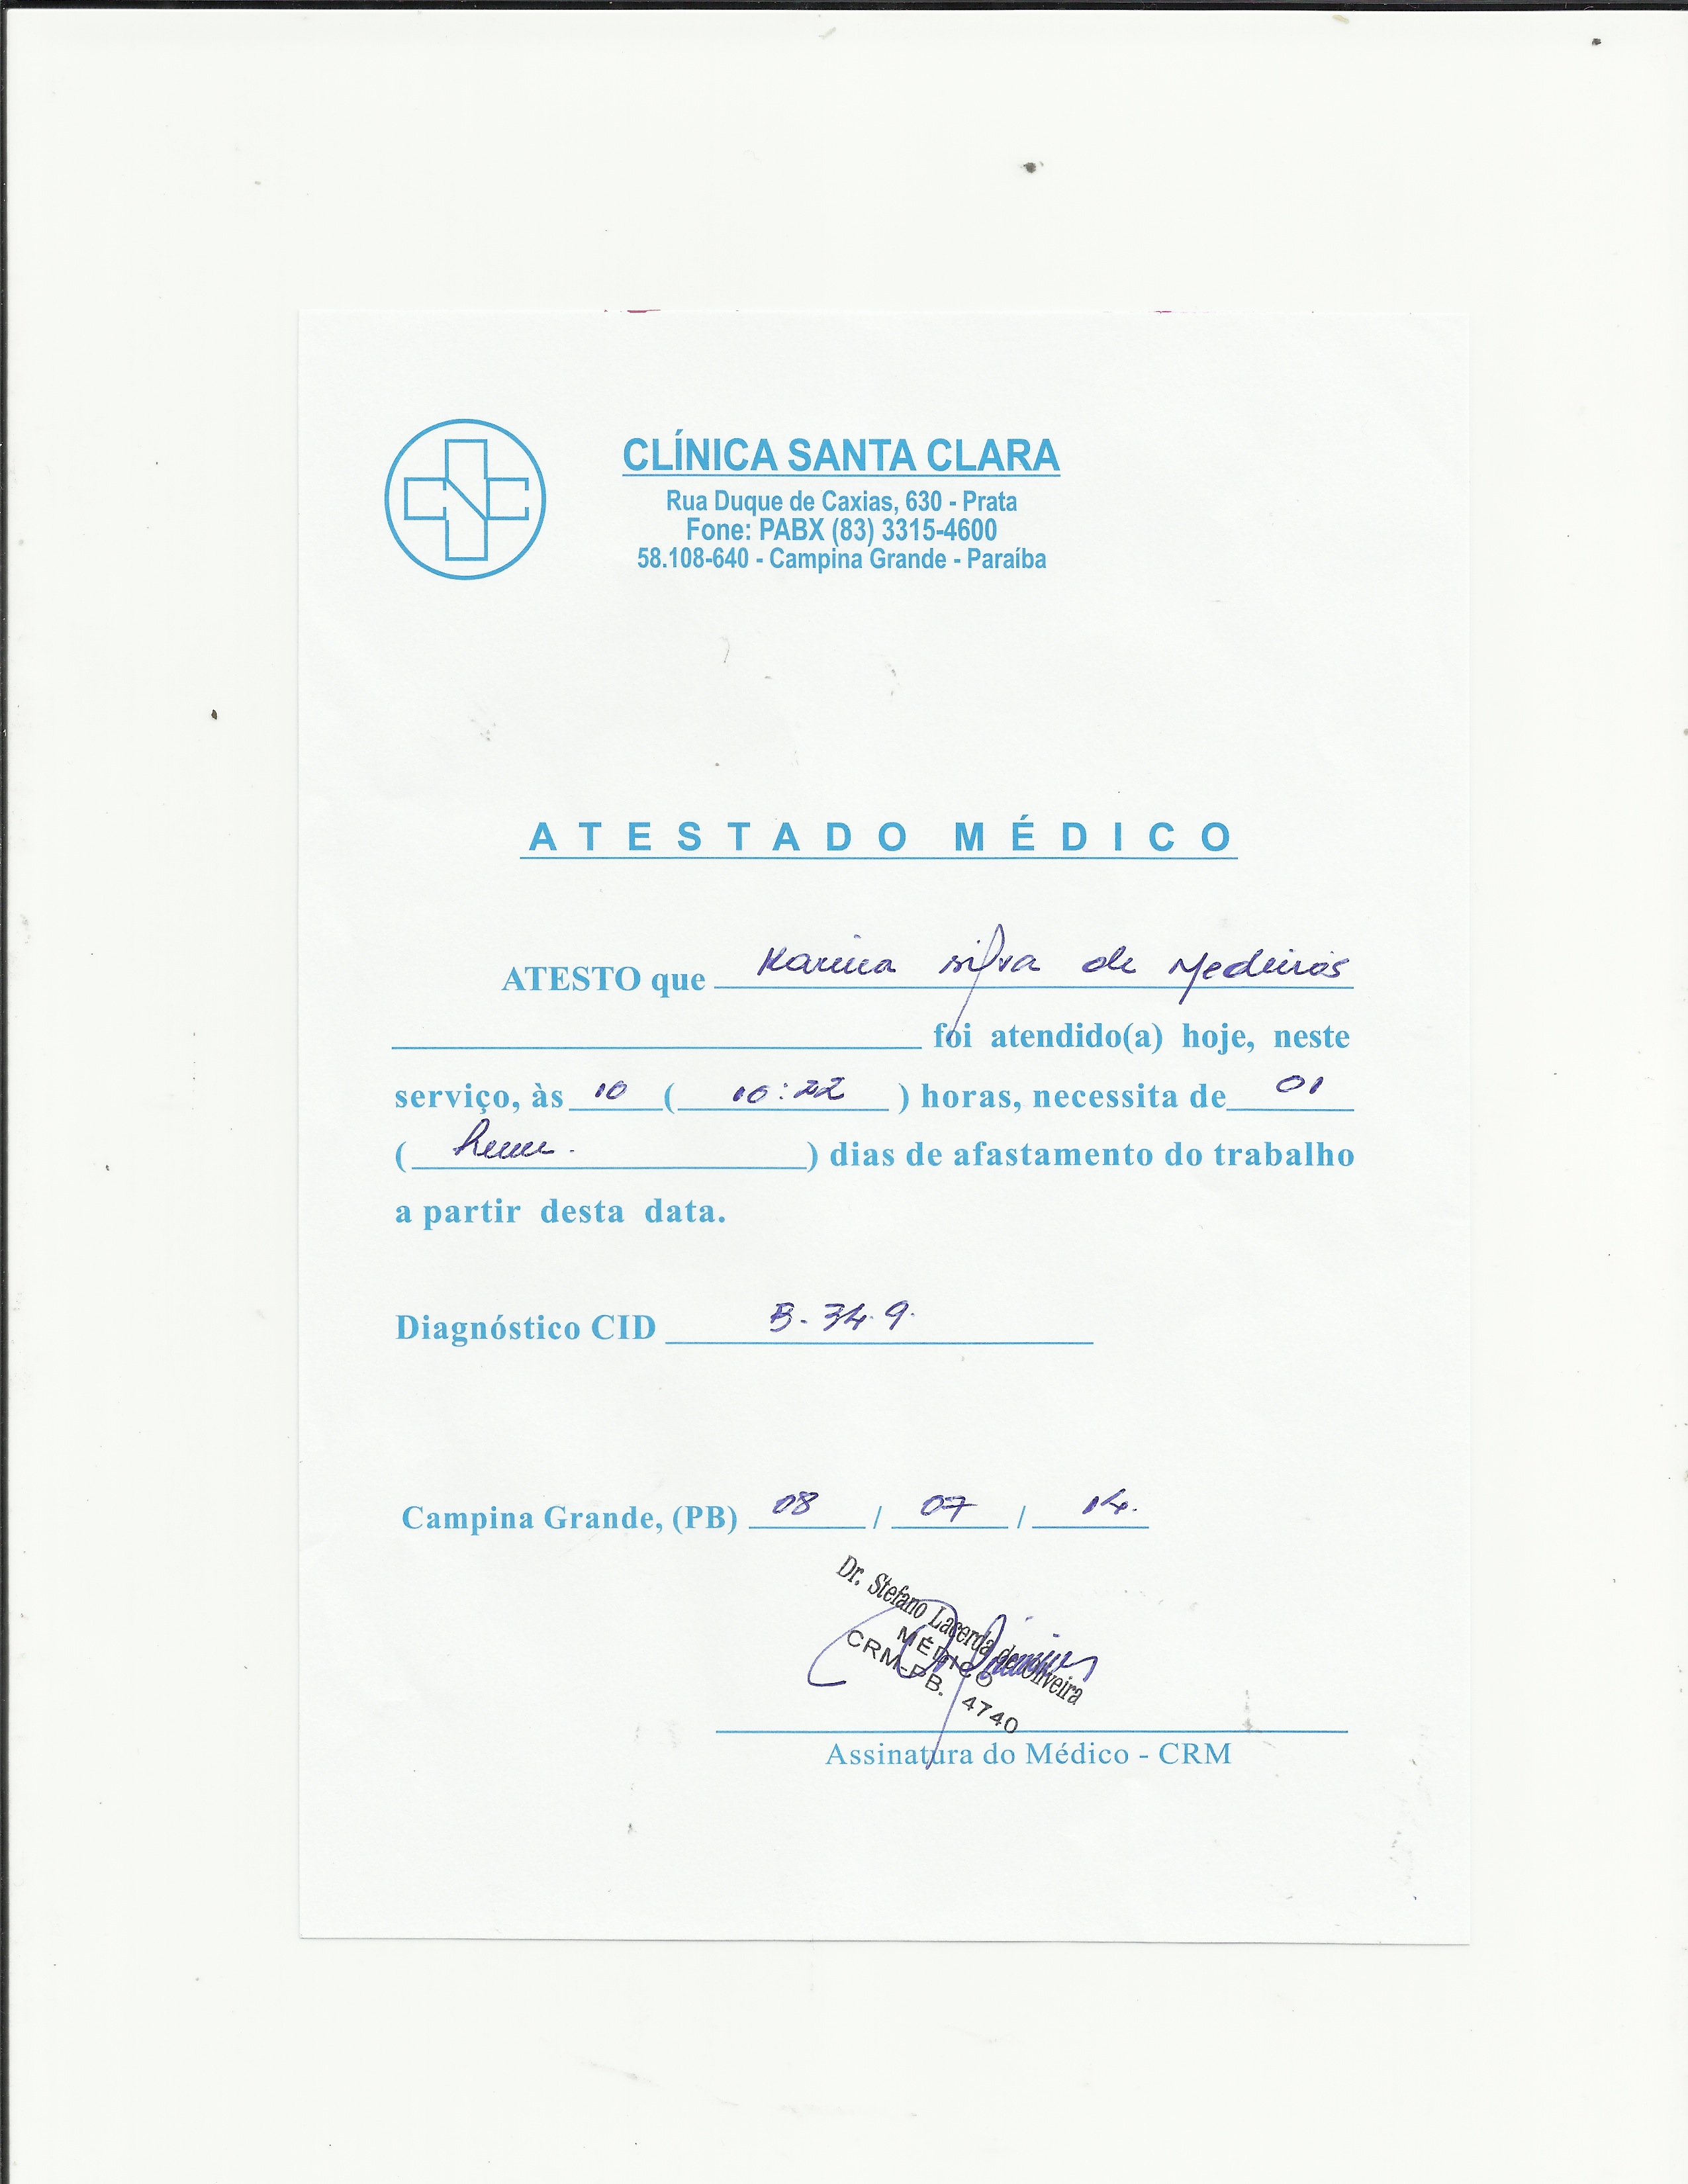 CLÍNICA SANTA CLARA
Rua Duque de Caxias, 630 - Prata
Fone: PABX (83) 3315-4600
58.108-640 - Campina Grande - Paraíba
ATESTADO MÉDICO
ATESTO que Karina Silva de Medeiros
foi atendido(a) hoje, neste
serviço, às 10 ( 10:22 ) horas, necessita de 01
( hum. ) dias de afastamento do trabalho
a partir desta data.
Diagnóstico CID B.34.9.
Campina Grande, (PB) 08 / 07 / 14.
Dr. Stefano Lacerda de Oliveira
MÉDICO
CRM-PB. 4740
Assinatura do Médico - CRM